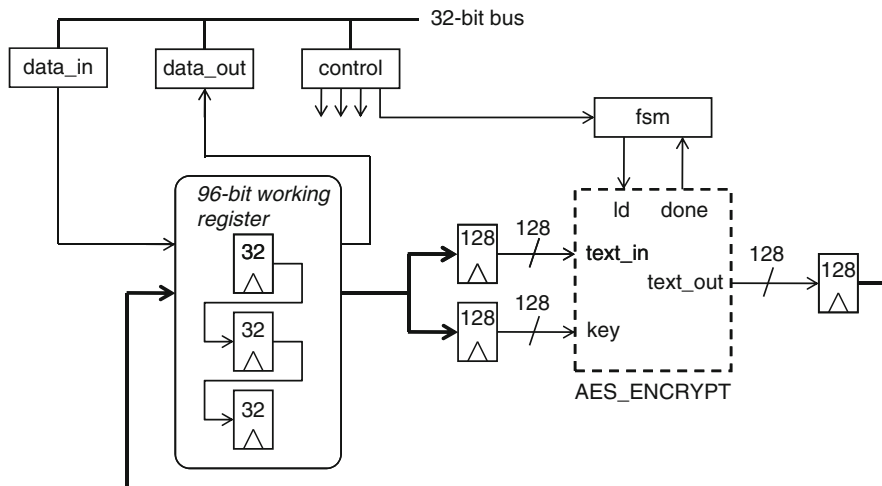 32-bit bus
data_in
data_out
control
fsm
96-bit working
register
32
32
32
128
128
128
128
ld
done
text_in
key
text_out
128
128
AES_ENCRYPT